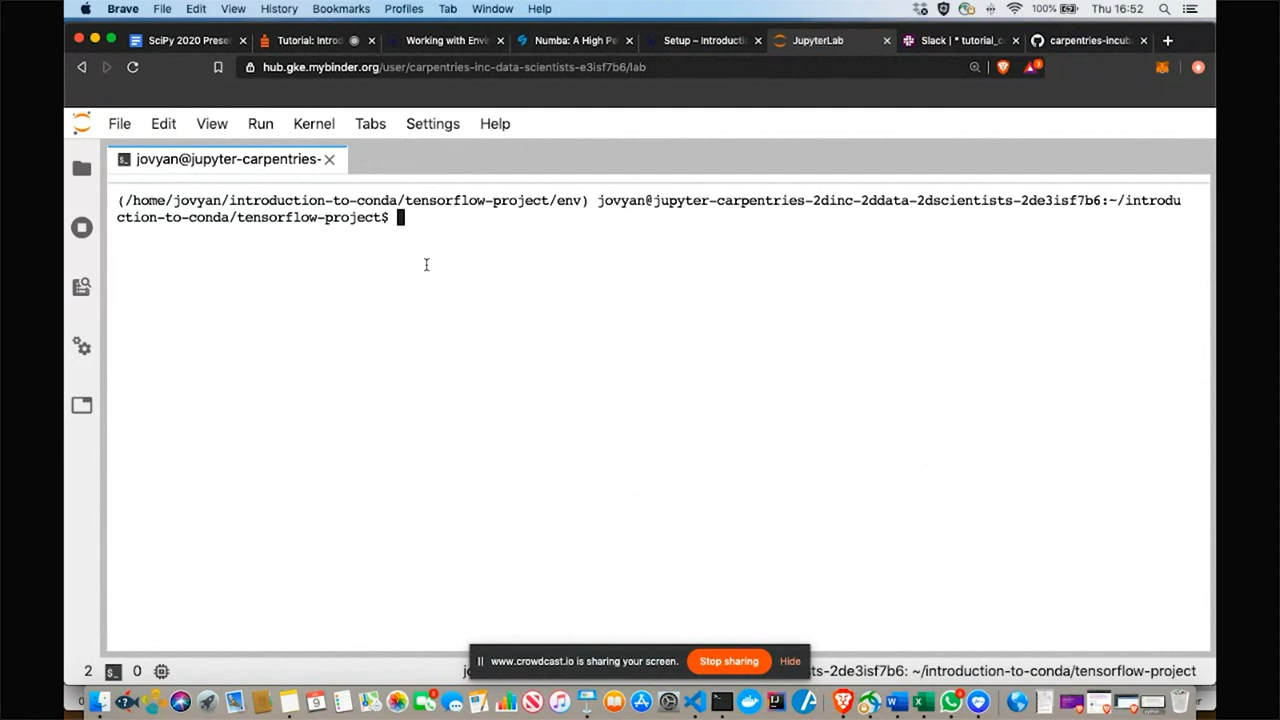 Brave File Edit View History Bookmarks Profiles Tab Window Help 100% Thu 16:52
SciPy 2020 Prese Tutorial: Introd Working with Envi Numba: A High Pe Setup – Introductio JupyterLab Slack | * tutorial_c carpentries-incub
hub.gke.mybinder.org/user/carpentries-inc-data-scientists-e3isf7b6/lab
File Edit View Run Kernel Tabs Settings Help
jovyan@jupyter-carpentries-
(/home/jovyan/introduction-to-conda/tensorflow-project/env) jovyan@jupyter-carpentries-2dinc-2ddata-2dscientists-2de3isf7b6:~/introdu
ction-to-conda/tensorflow-project$
www.crowdcast.io is sharing your screen. Stop sharing Hide
2 0 ts-2de3isf7b6: ~/introduction-to-conda/tensorflow-project